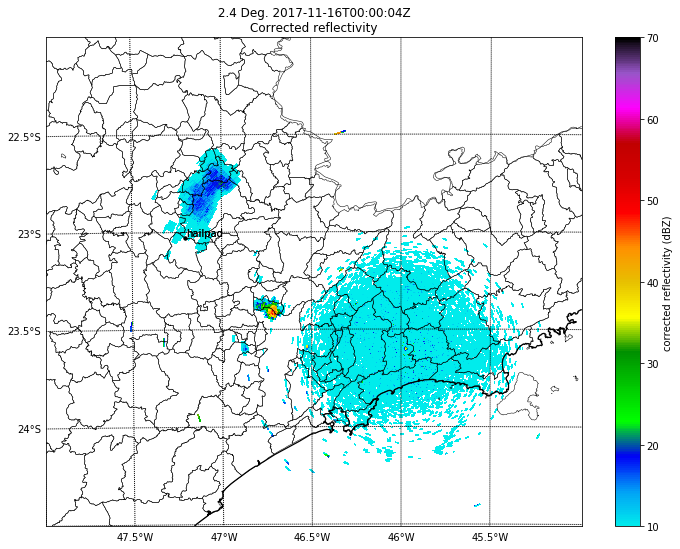 2.4 Deg. 2017-11-16T00:00:04Z
Corrected reflectivity
22.5°S
23°S
23.5°S
24°S
hailpad
47.5°W
47°W
46.5°W
46°W
45.5°W
70
60
50
40
30
20
10
corrected reflectivity (dBZ)